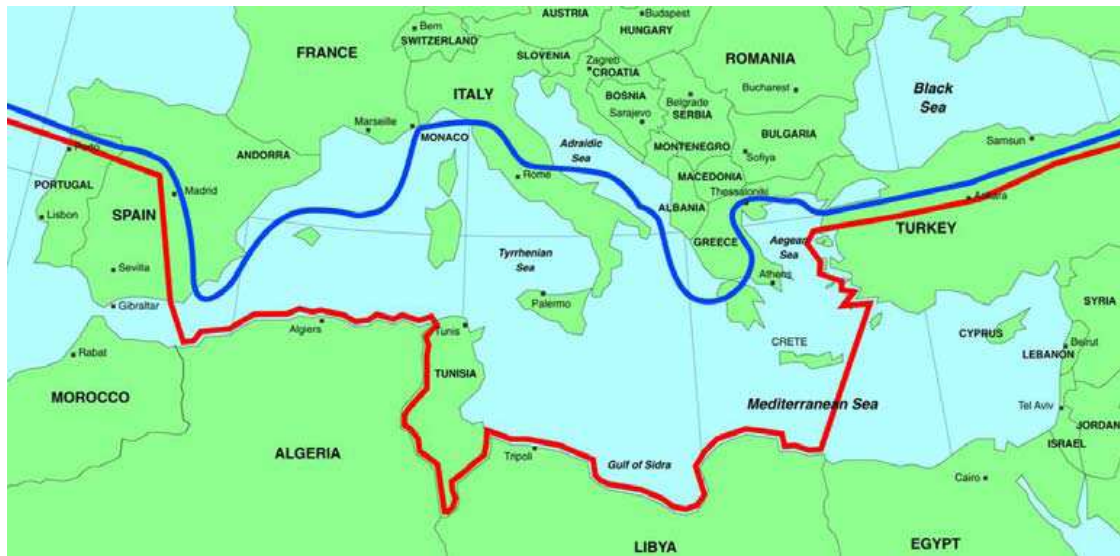 AUSTRIA
Budapest
Bern
HUNGARY
SWITZERLAND
FRANCE
SLOVENIA
ROMANIA
Zagreb
CROATIA
ITALY
BOSNIA
Belgrade
Bucharest
Black
Sea
Marseille
Sarajevo
SERBIA
MONACO
BULGARIA
Samsun
Porto
ANDORRA
Adraidic
Sea
MONTENEGRO
Sofiya
PORTUGAL
Madrid
Rome
MACEDONIA
Thessaloniki
Ankara
Lisbon
SPAIN
ALBANIA
TURKEY
GREECE
Aegean
Sea
Tyrrhenian
Sea
Sevilla
Athens
SYRIA
Gibraltar
Palermo
Algiers
Tunis
CYPRUS
CRETE
Beirut
LEBANON
Rabat
TUNISIA
MOROCCO
Mediterranean Sea
Tel Aviv
JORDAN
ALGERIA
Tripoli
Gulf of Sidra
ISRAEL
Cairo
LIBYA
EGYPT